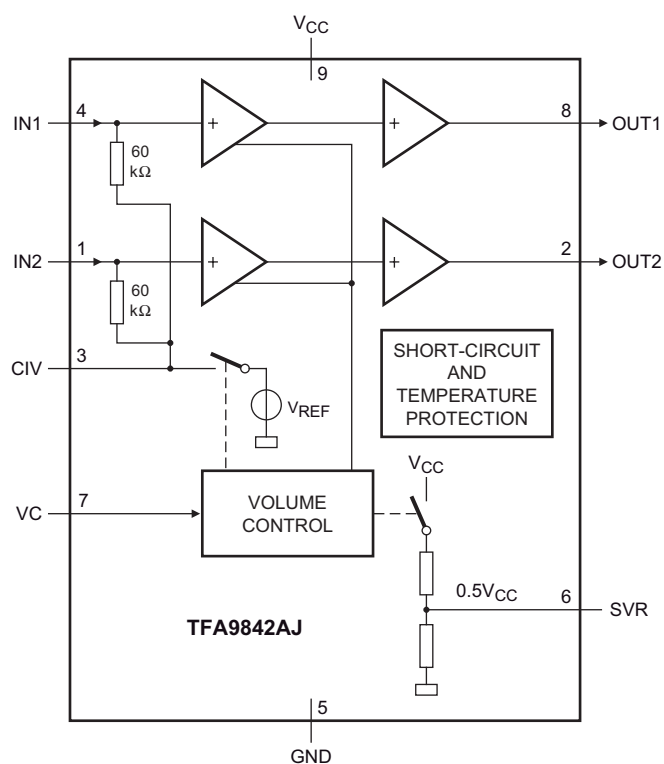 VCC
9
IN1
4
8
OUT1
+
+
60
kΩ
IN2
1
2
OUT2
+
+
60
kΩ
CIV
3
VREF
SHORT-CIRCUIT
AND
TEMPERATURE
PROTECTION
VCC
VC
7
VOLUME
CONTROL
0.5VCC
6
SVR
TFA9842AJ
5
GND